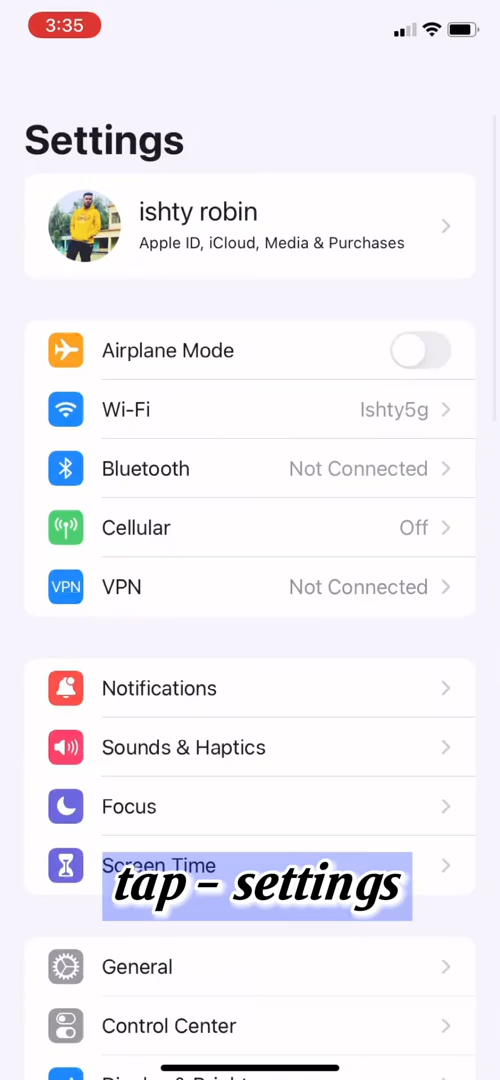 3:35
Settings
ishty robin
Apple ID, iCloud, Media & Purchases
Airplane Mode
Wi-Fi Ishty5g
Bluetooth Not Connected
Cellular Off
VPN VPN Not Connected
Notifications
Sounds & Haptics
Focus
Screen Time
tap - settings
General
Control Center